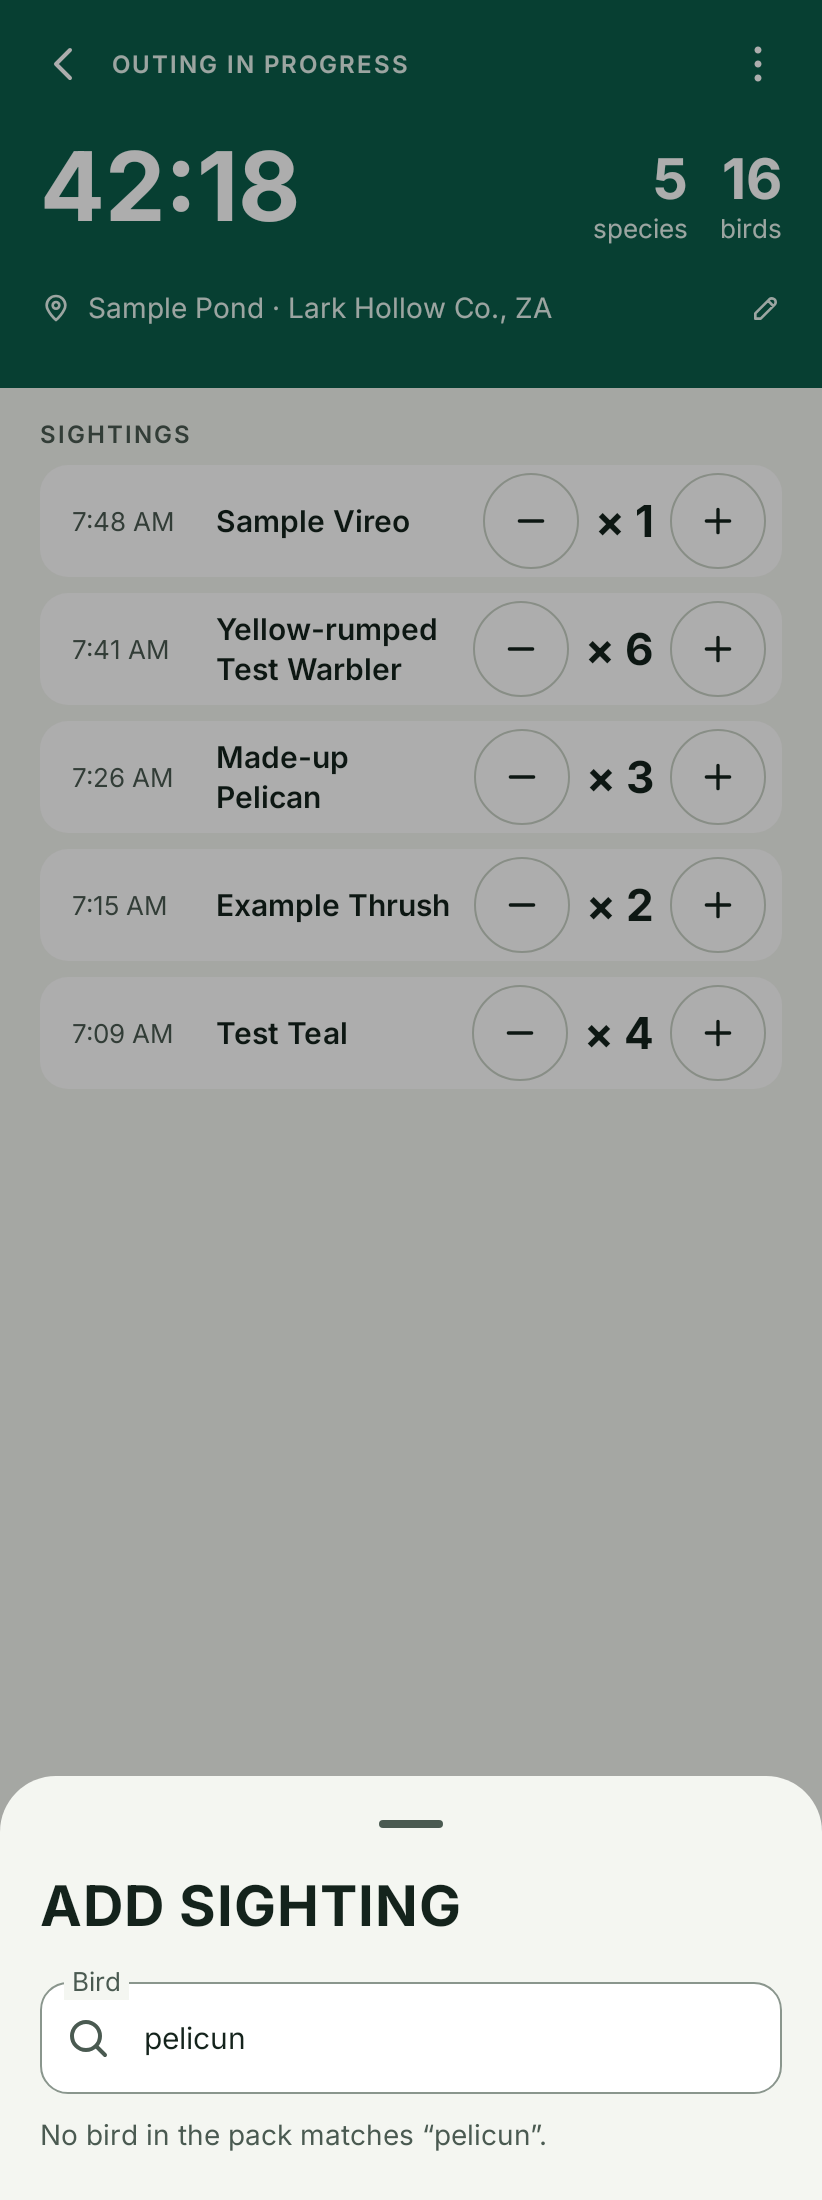 OUTING IN PROGRESS
42:18
5 species
16 birds
Sample Pond · Lark Hollow Co., ZA
SIGHTINGS
7:48 AM Sample Vireo − × 1 +
7:41 AM Yellow-rumped
Test Warbler − × 6 +
7:26 AM Made-up
Pelican − × 3 +
7:15 AM Example Thrush − × 2 +
7:09 AM Test Teal − × 4 +
ADD SIGHTING
Bird
pelicun
No bird in the pack matches “pelicun”.